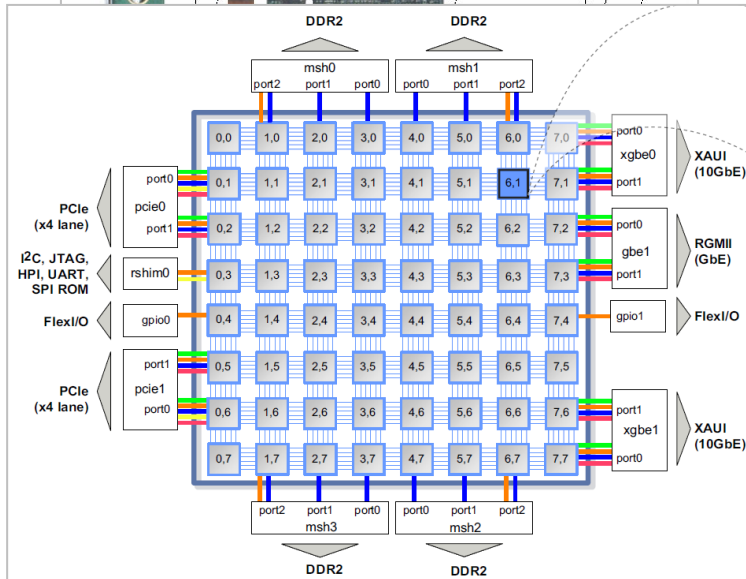 DDR2 DDR2
msh0 msh1
port2 port1 port0 port0 port1 port2
0,0 1,0 2,0 3,0 4,0 5,0 6,0 7,0
port0
xgbe0
port1
XAUI
(10GbE)
port0
pcie0
port1
PCIe
(x4 lane)
0,1 1,1 2,1 3,1 4,1 5,1 6,1 7,1
0,2 1,2 2,2 3,2 4,2 5,2 6,2 7,2
port0
gbe1
port1
RGMII
(GbE)
I²C, JTAG,
HPI, UART,
SPI ROM
rshim0
0,3 1,3 2,3 3,3 4,3 5,3 6,3 7,3
FlexI/O gpio0 0,4 1,4 2,4 3,4 4,4 5,4 6,4 7,4 gpio1 FlexI/O
port1
pcie1
port0
PCIe
(x4 lane)
0,5 1,5 2,5 3,5 4,5 5,5 6,5 7,5
0,6 1,6 2,6 3,6 4,6 5,6 6,6 7,6
port1
xgbe1
port0
XAUI
(10GbE)
0,7 1,7 2,7 3,7 4,7 5,7 6,7 7,7
port2 port1 port0 port0 port1 port2
msh3 msh2
DDR2 DDR2